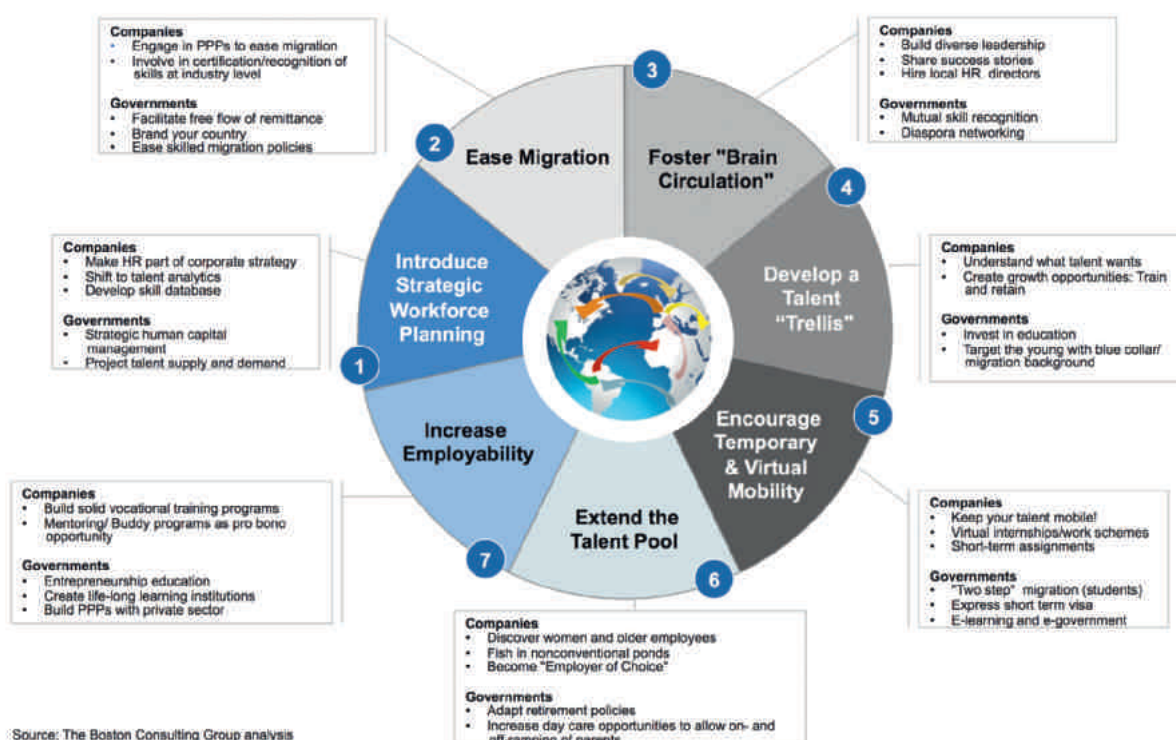 Companies
• Engage in PPPs to ease migration
• Involve in certification/recognition of
skills at industry level
Governments
• Facilitate free flow of remittance
• Brand your country
• Ease skilled migration policies
Companies
• Build diverse leadership
• Share success stories
• Hire local HR directors
Governments
• Mutual skill recognition
• Diaspora networking
3
2
Ease Migration
Foster "Brain
Circulation"
4
Companies
• Make HR part of corporate strategy
• Shift to talent analytics
• Develop skill database
Governments
• Strategic human capital
management
• Project talent supply and demand
Introduce
Strategic
Workforce
Planning
Develop a
Talent
“Trellis”
Companies
• Understand what talent wants
• Create growth opportunities: Train
and retain
Governments
• Invest in education
• Target the young with blue collar/
migration background
1
5
Increase
Employability
Encourage
Temporary
& Virtual
Mobility
Companies
• Build solid vocational training programs
• Mentoring/ Buddy programs as pro bono
opportunity
Governments
• Entrepreneurship education
• Create life-long learning institutions
• Build PPPs with private sector
Extend the
Talent Pool
Companies
• Keep your talent mobile!
• Virtual internships/work schemes
• Short-term assignments
Governments
• "Two step" migration (students)
• Express short term visa
• E-learning and e-government
7
6
Companies
• Discover women and older employees
• Fish in nonconventional ponds
• Become "Employer of Choice"
Governments
• Adapt retirement policies
• Increase day care opportunities to allow on- and
Source: The Boston Consulting Group analysis